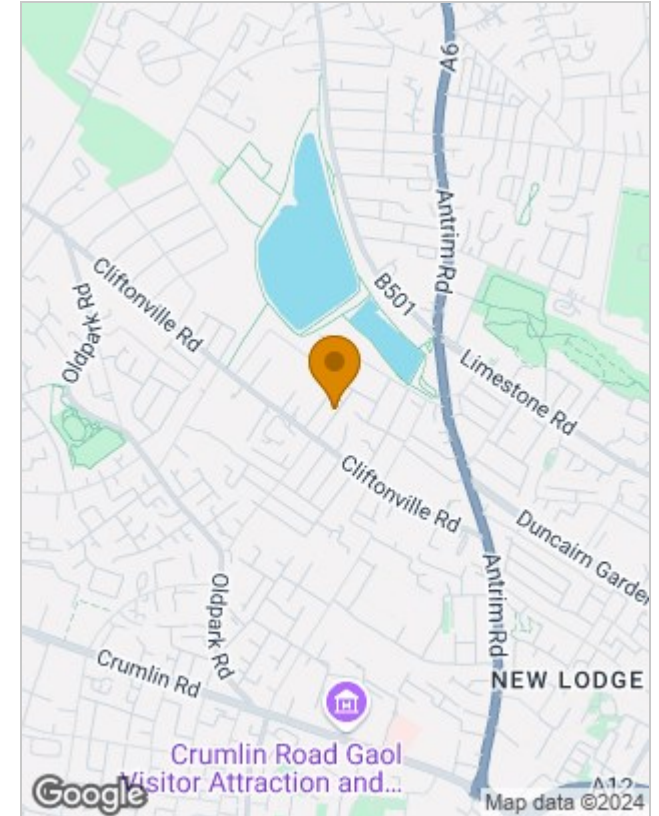 A6
Antrim Rd
B501
Cliftonville Rd
Oldpark Rd
Limestone Rd
Cliftonville Rd
Duncairn Garde
Antrim Rd
Oldpark Rd
Crumlin Rd
NEW LODGE
Crumlin Road Gaol
Visitor Attraction and...
A12
Google
Map data ©2024